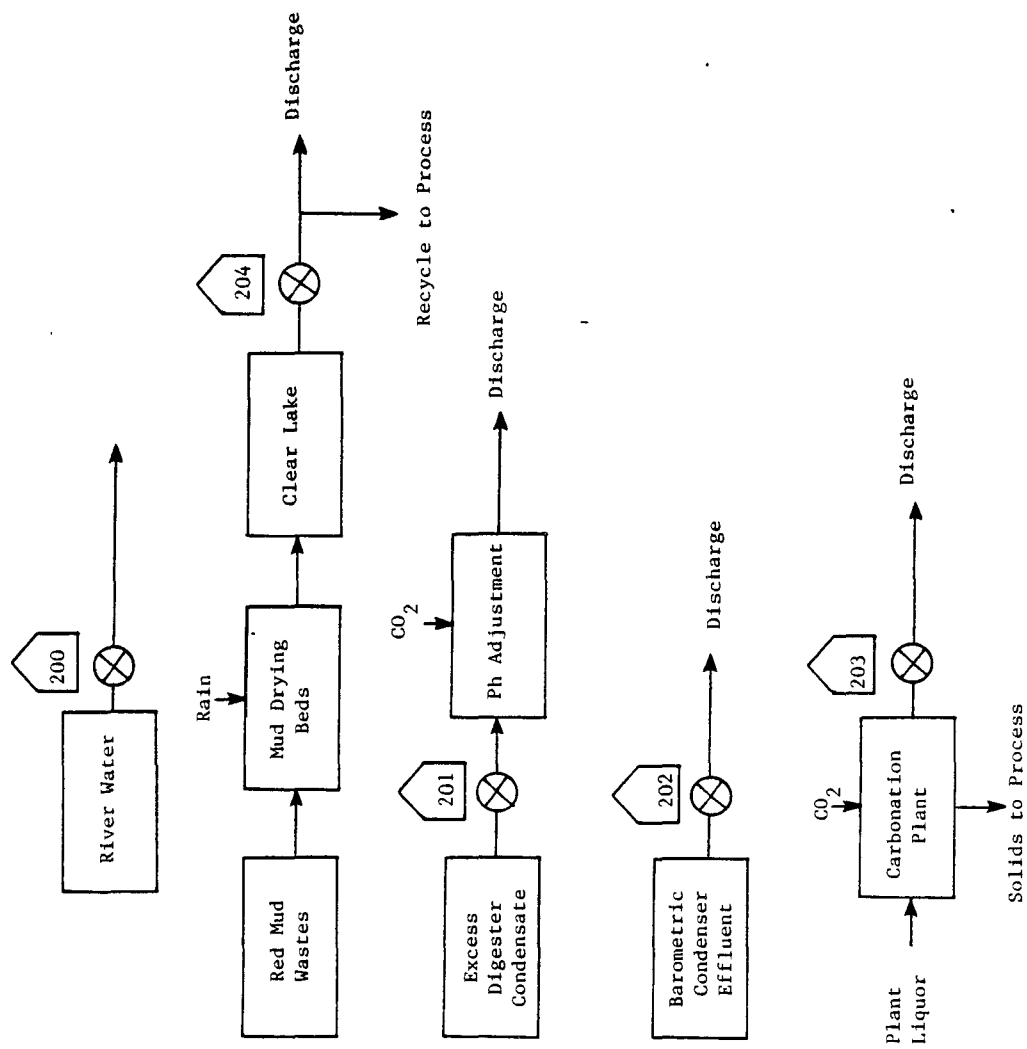 River Water
200
Red Mud
Wastes
Rain
Mud Drying
Beds
Clear Lake
204
Discharge
Recycle to Process
Excess
Digester
Condensate
201
CO2
Ph Adjustment
Discharge
Barometric
Condenser
Effluent
202
Discharge
Plant
Liquor
CO2
Carbonation
Plant
203
Discharge
Solids to Process